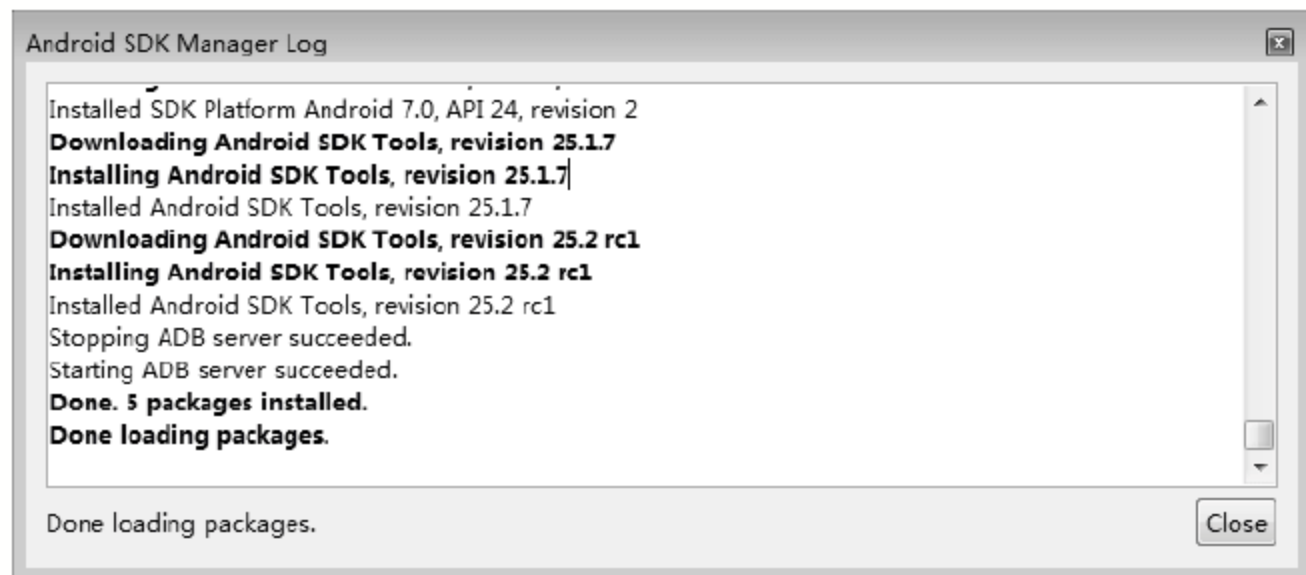 Android SDK Manager Log
Installed SDK Platform Android 7.0, API 24, revision 2
Downloading Android SDK Tools, revision 25.1.7
Installing Android SDK Tools, revision 25.1.7
Installed Android SDK Tools, revision 25.1.7
Downloading Android SDK Tools, revision 25.2 rc1
Installing Android SDK Tools, revision 25.2 rc1
Installed Android SDK Tools, revision 25.2 rc1
Stopping ADB server succeeded.
Starting ADB server succeeded.
Done. 5 packages installed.
Done loading packages.
Done loading packages.
Close